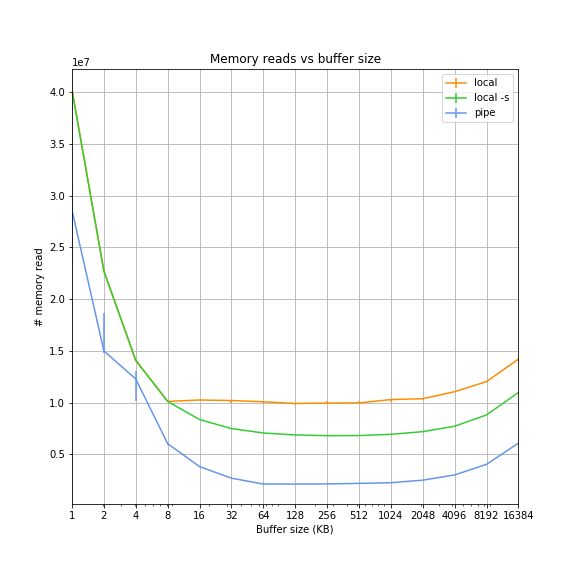 Memory reads vs buffer size
1e7
local
local -s
pipe
4.0
3.5
3.0
2.5
2.0
1.5
1.0
0.5
# memory read
1 2 4 8 16 32 64 128 256 512 1024 2048 4096 8192 16384
Buffer size (KB)